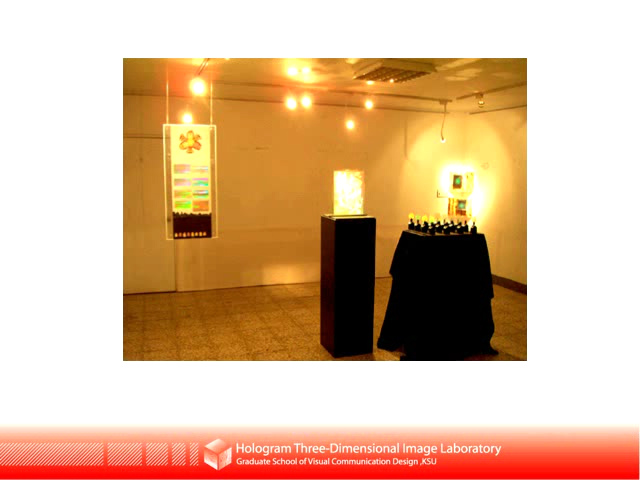 Hologram Three-Dimensional Image Laboratory
Graduate School of Visual Communication Design ,KSU